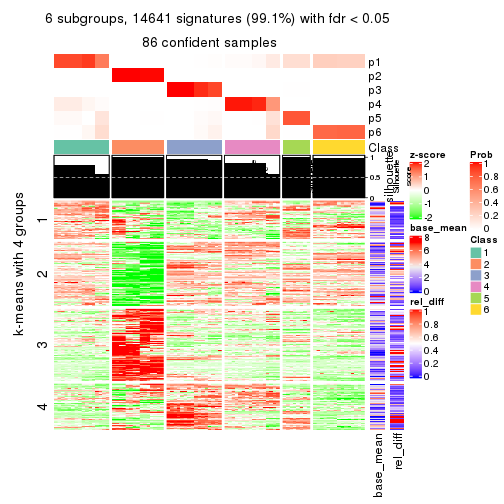 6 subgroups, 14641 signatures (99.1%) with fdr < 0.05
86 confident samples
p1
p2
p3
p4
p5
p6
Class
1
0.5
0
silhouette
Silhouette
score
k-means with 4 groups
1
2
3
4
base_mean
rel_diff
z-score
2
1
0
-1
-2
base_mean
8
6
4
2
0
rel_diff
1
0.8
0.6
0.4
0.2
0
Prob
1
0.8
0.6
0.4
0.2
0
Class
1
2
3
4
5
6